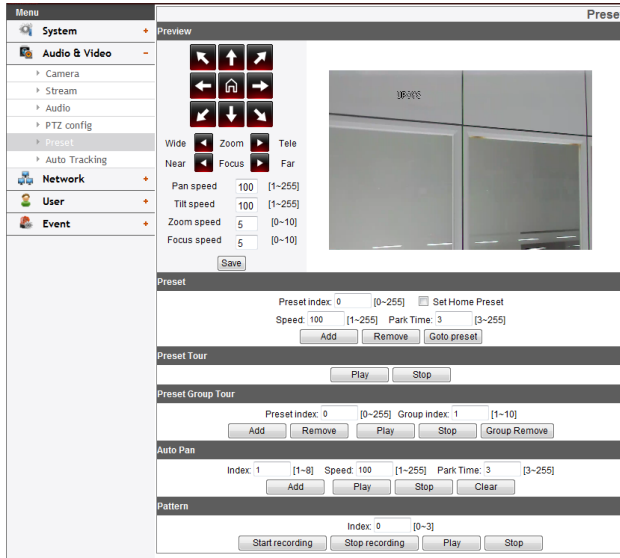 Menu
Prese
System +
Audio & Video -
Camera
Stream
Audio
PTZ config
Preset
Auto Tracking
Network +
User +
Event +
Preview
Wide Zoom Tele
Near Focus Far
Pan speed 100 [1~255]
Tilt speed 100 [1~255]
Zoom speed 5 [0~10]
Focus speed 5 [0~10]
Save
Preset
Preset index: 0 [0~255] Set Home Preset
Speed: 100 [1~255] Park Time: 3 [3~255]
Add Remove Goto preset
Preset Tour
Play Stop
Preset Group Tour
Preset index: 0 [0~255] Group index: 1 [1~10]
Add Remove Play Stop Group Remove
Auto Pan
Index: 1 [1~8] Speed: 100 [1~255] Park Time: 3 [3~255]
Add Play Stop Clear
Pattern
Index: 0 [0~3]
Start recording Stop recording Play Stop